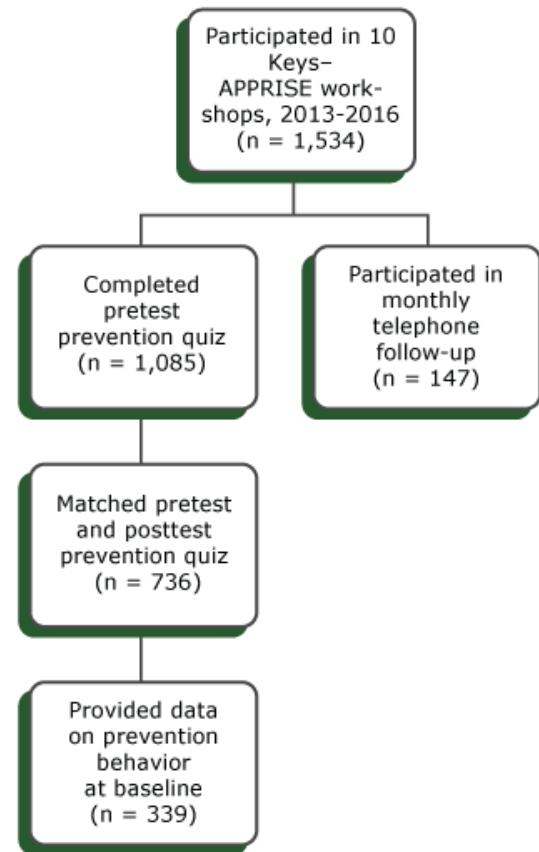 Participated in 10
Keys–
APPRISE work-
shops, 2013-2016
(n = 1,534)
Completed
pretest
prevention quiz
(n = 1,085)
Participated in
monthly
telephone
follow-up
(n = 147)
Matched pretest
and posttest
prevention quiz
(n = 736)
Provided data
on prevention
behavior
at baseline
(n = 339)